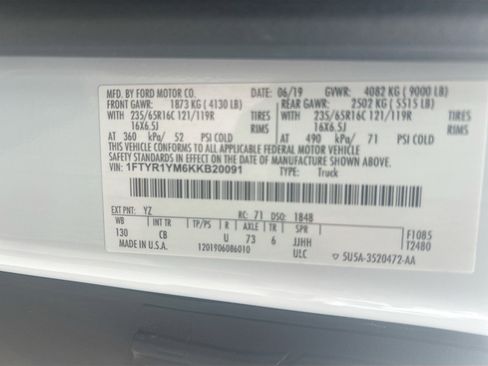 MFD. BY FORD MOTOR CO. DATE: 06/19 GVWR: 4082 KG ( 9000 LB)
FRONT GAWR: 1873 KG ( 4130 LB) REAR GAWR: 2502 KG ( 5515 LB)
WITH 235/65R16C 121/119R TIRES WITH 235/65R16C 121/119R TIRES
16X6.5J RIMS 16X6.5J RIMS
AT 360 kPa/ 52 PSI COLD AT 490 kPa/ 71 PSI COLD
THIS VEHICLE CONFORMS TO ALL APPLICABLE FEDERAL MOTOR VEHICLE SAFETY
STANDARDS IN EFFECT ON THE DATE OF MANUFACTURE SHOWN ABOVE.
VIN: 1FTYR1YM6KKB20091 TYPE: Truck
EXT PNT: YZ RC: 71 DSO: 1848
WB INT TR TP/PS R AXLE TR SPR F1085
130 CB U 73 6 JJHH T2480
MADE IN U.S.A. 1201906086010 ULC 5U5A-3520472-AA